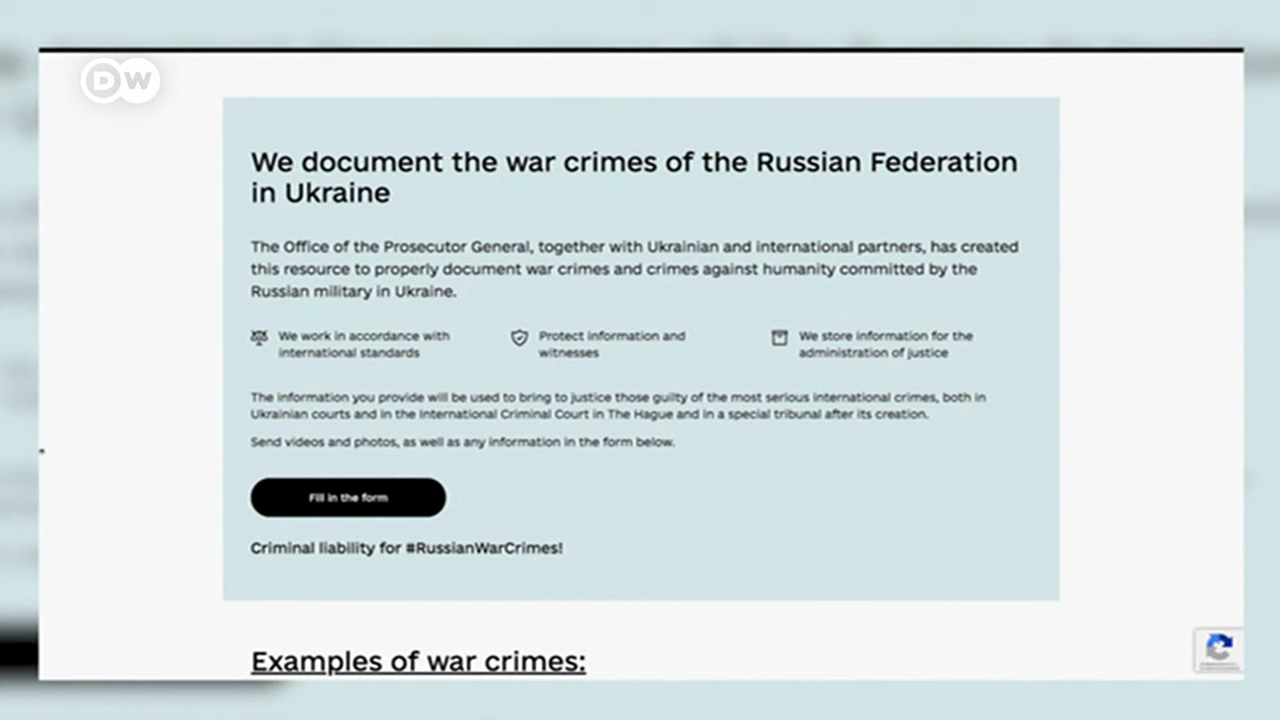 DW
We document the war crimes of the Russian Federation
in Ukraine
The Office of the Prosecutor General, together with Ukrainian and international partners, has created
this resource to properly document war crimes and crimes against humanity committed by the
Russian military in Ukraine.
We work in accordance with
international standards
Protect information and
witnesses
We store information for the
administration of justice
The information you provide will be used to bring to justice those guilty of the most serious international crimes, both in
Ukrainian courts and in the International Criminal Court in The Hague and in a special tribunal after its creation.
Send videos and photos, as well as any information in the form below.
Fill in the form
Criminal liability for #RussianWarCrimes!
Examples of war crimes: